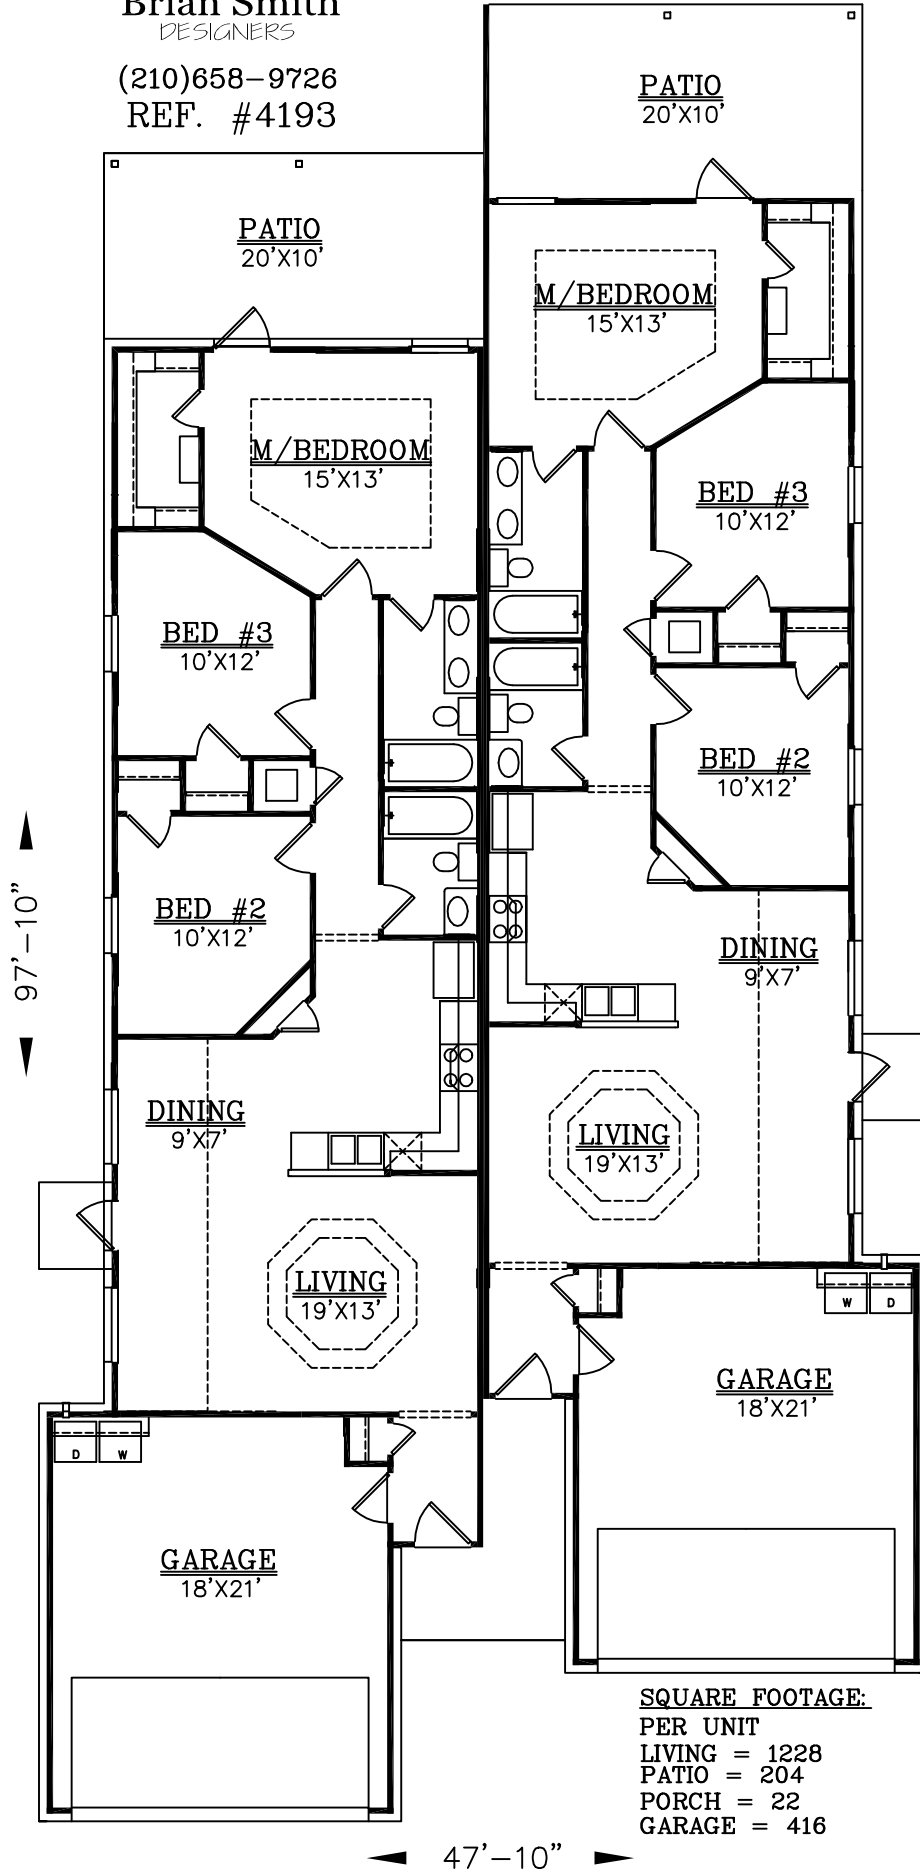 Brian Smith
DESIGNERS
(210)658-9726
REF. #4193
PATIO
20'X10'
PATIO
20'X10'
M/BEDROOM
15'X13'
M/BEDROOM
15'X13'
BED #3
10'X12'
BED #3
10'X12'
BED #2
10'X12'
BED #2
10'X12'
DINING
9'X7'
DINING
9'X7'
LIVING
19'X13'
LIVING
19'X13'
W D
D W
GARAGE
18'X21'
GARAGE
18'X21'
97'-10"
SQUARE FOOTAGE:
PER UNIT
LIVING = 1228
PATIO = 204
PORCH = 22
GARAGE = 416
47'-10"